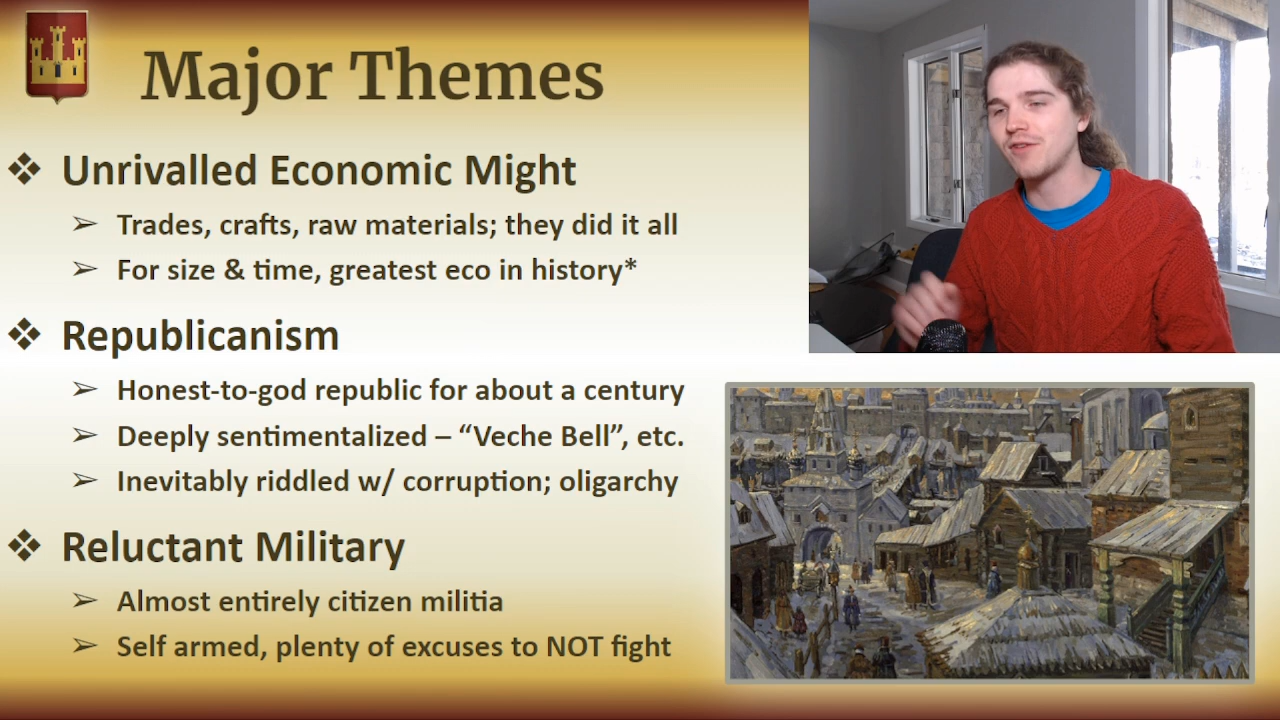 Major Themes
❖ Unrivalled Economic Might
➢ Trades, crafts, raw materials; they did it all
➢ For size & time, greatest eco in history*
❖ Republicanism
➢ Honest-to-god republic for about a century
➢ Deeply sentimentalized – “Veche Bell”, etc.
➢ Inevitably riddled w/ corruption; oligarchy
❖ Reluctant Military
➢ Almost entirely citizen militia
➢ Self armed, plenty of excuses to NOT fight